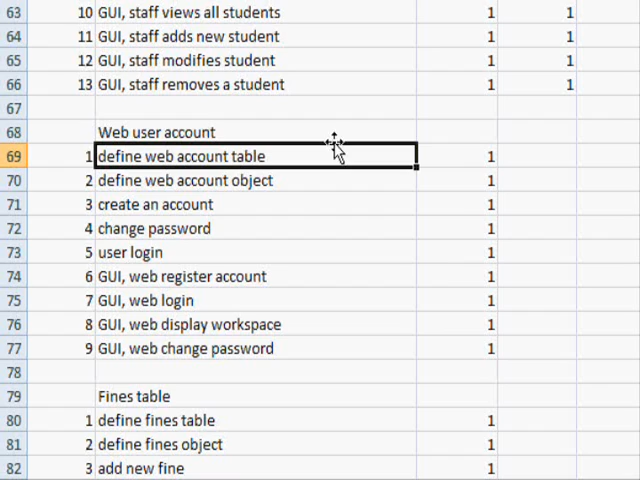 63 10 GUI, staff views all students 1 1
64 11 GUI, staff adds new student 1 1
65 12 GUI, staff modifies student 1 1
66 13 GUI, staff removes a student 1 1
67
68 Web user account
69 1 define web account table 1
70 2 define web account object 1
71 3 create an account 1
72 4 change password 1
73 5 user login 1
74 6 GUI, web register account 1
75 7 GUI, web login 1
76 8 GUI, web display workspace 1
77 9 GUI, web change password 1
78
79 Fines table
80 1 define fines table 1
81 2 define fines object 1
82 3 add new fine 1